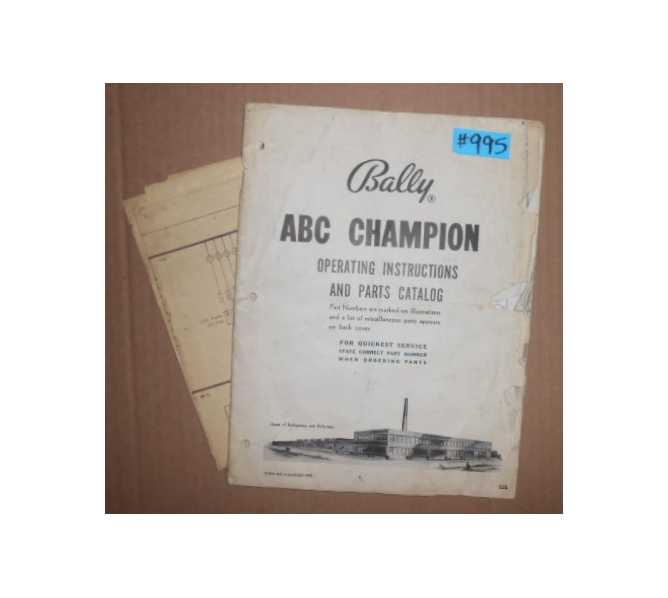 #995
Bally®
ABC CHAMPION
OPERATING INSTRUCTIONS
AND PARTS CATALOG
Part Numbers are marked on illustrations
and a list of miscellaneous parts appears
on back cover
FOR QUICKEST SERVICE
STATE CORRECT PART NUMBER
WHEN ORDERING PARTS